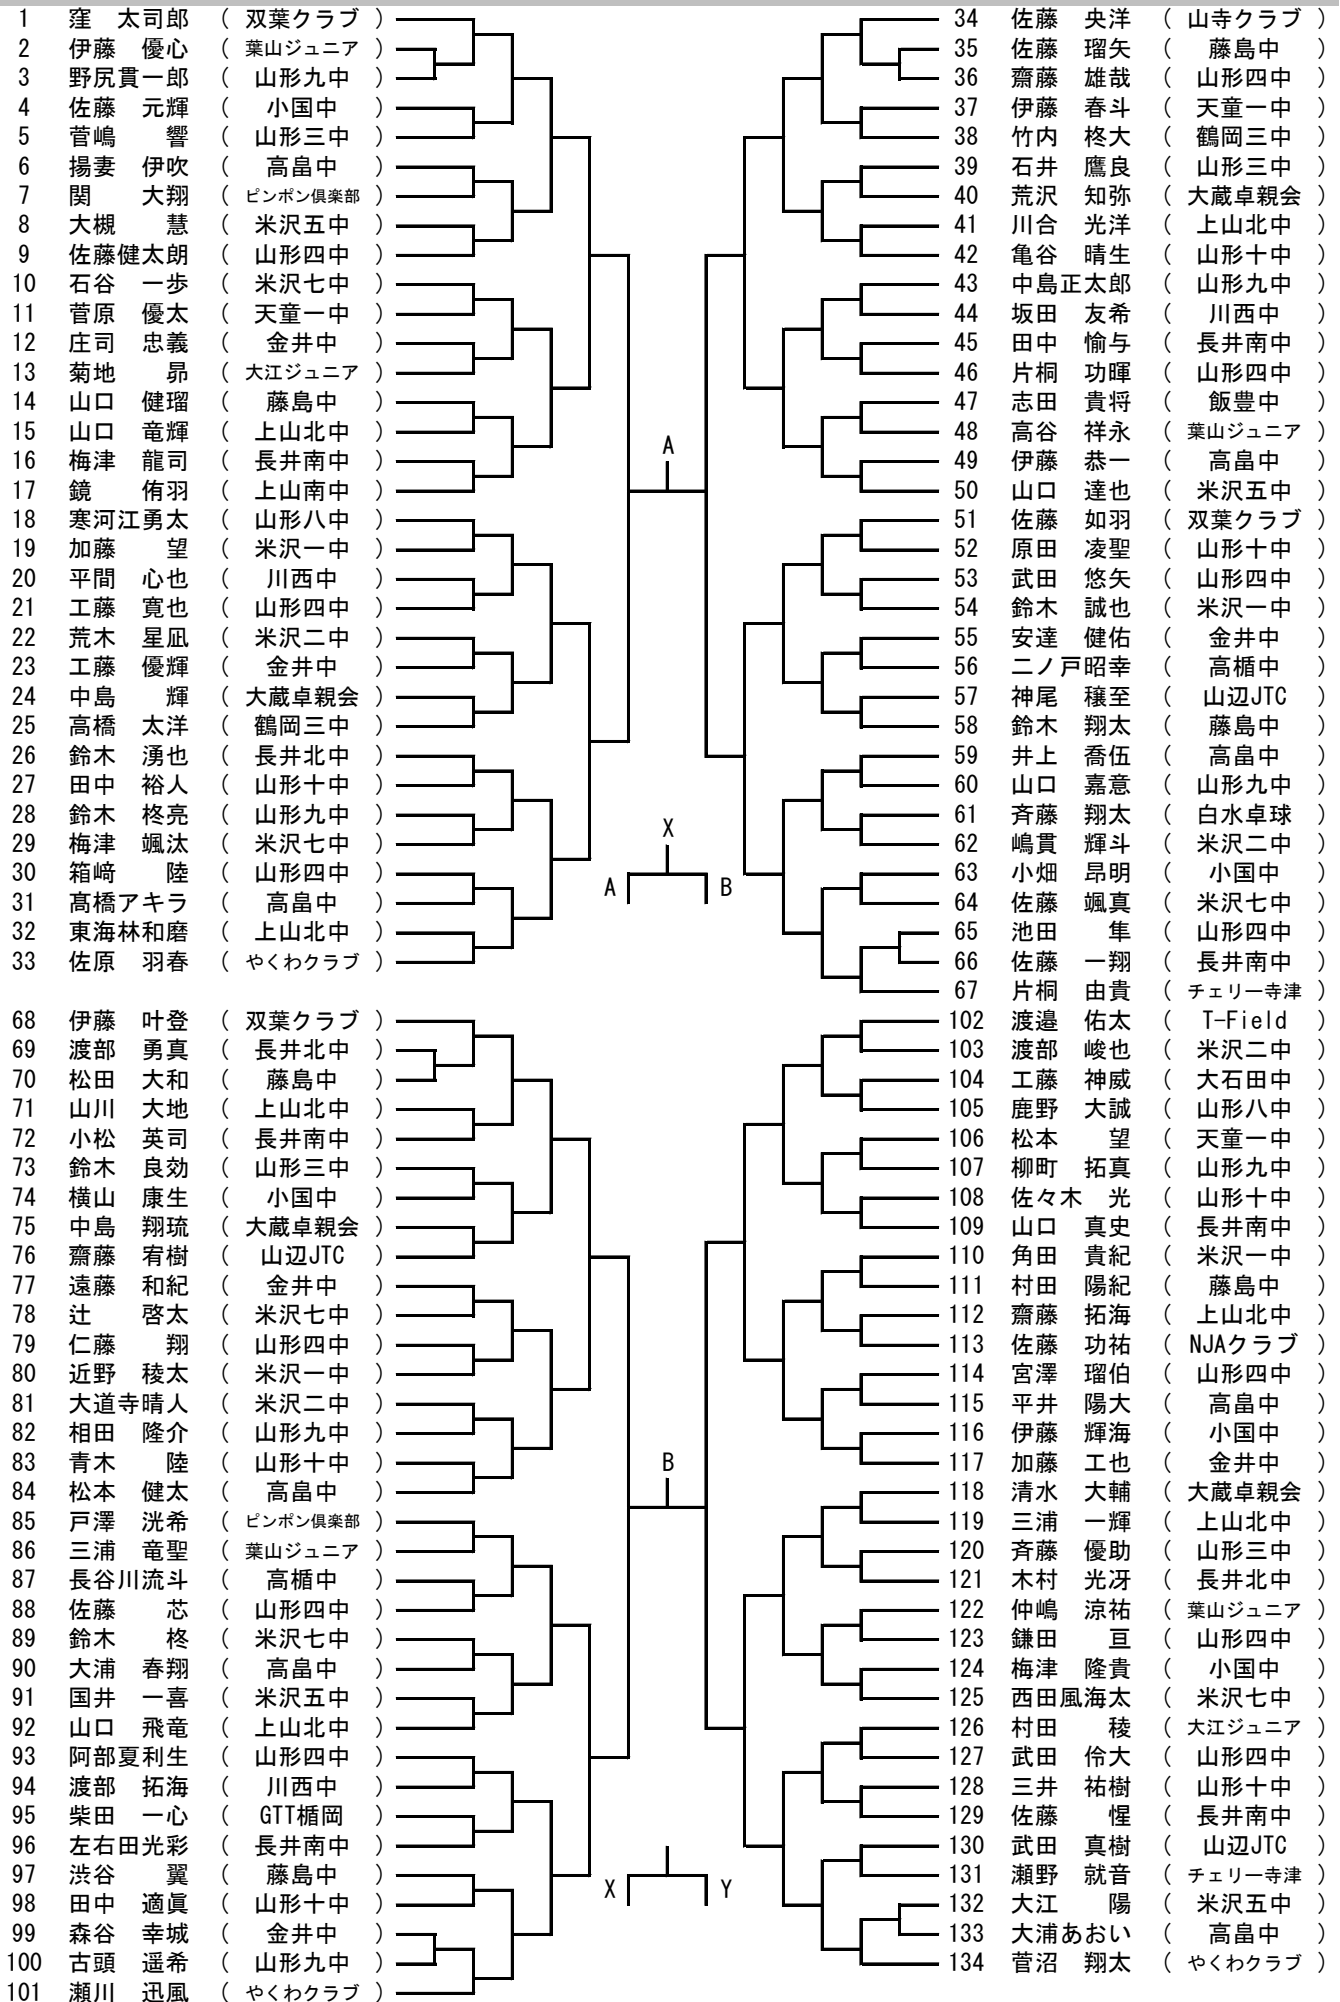 1 窪 太司郎 ( 双葉クラブ )
2 伊藤 優心 ( 葉山ジュニア )
3 野尻貫一郎 ( 山形九中 )
4 佐藤 元輝 ( 小国中 )
5 菅嶋 響 ( 山形三中 )
6 揚妻 伊吹 ( 高畠中 )
7 関 大翔 ( ピンポン倶楽部 )
8 大槻 慧 ( 米沢五中 )
9 佐藤健太朗 ( 山形四中 )
10 石谷 一歩 ( 米沢七中 )
11 菅原 優太 ( 天童一中 )
12 庄司 忠義 ( 金井中 )
13 菊地 昴 ( 大江ジュニア )
14 山口 健瑠 ( 藤島中 )
15 山口 竜輝 ( 上山北中 )
16 梅津 龍司 ( 長井南中 )
17 鏡 侑羽 ( 上山南中 )
18 寒河江勇太 ( 山形八中 )
19 加藤 望 ( 米沢一中 )
20 平間 心也 ( 川西中 )
21 工藤 寛也 ( 山形四中 )
22 荒木 星凪 ( 米沢二中 )
23 工藤 優輝 ( 金井中 )
24 中島 輝 ( 大蔵卓親会 )
25 高橋 太洋 ( 鶴岡三中 )
26 鈴木 湧也 ( 長井北中 )
27 田中 裕人 ( 山形十中 )
28 鈴木 柊亮 ( 山形九中 )
29 梅津 颯汰 ( 米沢七中 )
30 箱﨑 陸 ( 山形四中 )
31 髙橋アキラ ( 高畠中 )
32 東海林和磨 ( 上山北中 )
33 佐原 羽春 ( やくわクラブ )
A
X
A B
34 佐藤 央洋 ( 山寺クラブ )
35 佐藤 瑠矢 ( 藤島中 )
36 齋藤 雄哉 ( 山形四中 )
37 伊藤 春斗 ( 天童一中 )
38 竹内 柊大 ( 鶴岡三中 )
39 石井 鷹良 ( 山形三中 )
40 荒沢 知弥 ( 大蔵卓親会 )
41 川合 光洋 ( 上山北中 )
42 亀谷 晴生 ( 山形十中 )
43 中島正太郎 ( 山形九中 )
44 坂田 友希 ( 川西中 )
45 田中 愉与 ( 長井南中 )
46 片桐 功暉 ( 山形四中 )
47 志田 貴将 ( 飯豊中 )
48 高谷 祥永 ( 葉山ジュニア )
49 伊藤 恭一 ( 高畠中 )
50 山口 達也 ( 米沢五中 )
51 佐藤 如羽 ( 双葉クラブ )
52 原田 凌聖 ( 山形十中 )
53 武田 悠矢 ( 山形四中 )
54 鈴木 誠也 ( 米沢一中 )
55 安達 健佑 ( 金井中 )
56 二ノ戸昭幸 ( 高楯中 )
57 神尾 穣至 ( 山辺JTC )
58 鈴木 翔太 ( 藤島中 )
59 井上 喬伍 ( 高畠中 )
60 山口 嘉意 ( 山形九中 )
61 斉藤 翔太 ( 白水卓球 )
62 嶋貫 輝斗 ( 米沢二中 )
63 小畑 昂明 ( 小国中 )
64 佐藤 颯真 ( 米沢七中 )
65 池田 隼 ( 山形四中 )
66 佐藤 一翔 ( 長井南中 )
67 片桐 由貴 ( チェリー寺津 )
68 伊藤 叶登 ( 双葉クラブ )
69 渡部 勇真 ( 長井北中 )
70 松田 大和 ( 藤島中 )
71 山川 大地 ( 上山北中 )
72 小松 英司 ( 長井南中 )
73 鈴木 良効 ( 山形三中 )
74 横山 康生 ( 小国中 )
75 中島 翔琉 ( 大蔵卓親会 )
76 齋藤 宥樹 ( 山辺JTC )
77 遠藤 和紀 ( 金井中 )
78 辻 啓太 ( 米沢七中 )
79 仁藤 翔 ( 山形四中 )
80 近野 稜太 ( 米沢一中 )
81 大道寺晴人 ( 米沢二中 )
82 相田 隆介 ( 山形九中 )
83 青木 陸 ( 山形十中 )
84 松本 健太 ( 高畠中 )
85 戸澤 洸希 ( ピンポン倶楽部 )
86 三浦 竜聖 ( 葉山ジュニア )
87 長谷川流斗 ( 高楯中 )
88 佐藤 芯 ( 山形四中 )
89 鈴木 柊 ( 米沢七中 )
90 大浦 春翔 ( 高畠中 )
91 国井 一喜 ( 米沢五中 )
92 山口 飛竜 ( 上山北中 )
93 阿部夏利生 ( 山形四中 )
94 渡部 拓海 ( 川西中 )
95 柴田 一心 ( GTT楯岡 )
96 左右田光彩 ( 長井南中 )
97 渋谷 翼 ( 藤島中 )
98 田中 適眞 ( 山形十中 )
99 森谷 幸城 ( 金井中 )
100 古頭 遥希 ( 山形九中 )
101 瀬川 迅風 ( やくわクラブ )
B
X Y
102 渡邉 佑太 ( T-Field )
103 渡部 峻也 ( 米沢二中 )
104 工藤 神威 ( 大石田中 )
105 鹿野 大誠 ( 山形八中 )
106 松本 望 ( 天童一中 )
107 柳町 拓真 ( 山形九中 )
108 佐々木 光 ( 山形十中 )
109 山口 真史 ( 長井南中 )
110 角田 貴紀 ( 米沢一中 )
111 村田 陽紀 ( 藤島中 )
112 齋藤 拓海 ( 上山北中 )
113 佐藤 功祐 ( NJAクラブ )
114 宮澤 瑠伯 ( 山形四中 )
115 平井 陽大 ( 高畠中 )
116 伊藤 輝海 ( 小国中 )
117 加藤 工也 ( 金井中 )
118 清水 大輔 ( 大蔵卓親会 )
119 三浦 一輝 ( 上山北中 )
120 斉藤 優助 ( 山形三中 )
121 木村 光冴 ( 長井北中 )
122 仲嶋 涼祐 ( 葉山ジュニア )
123 鎌田 亘 ( 山形四中 )
124 梅津 隆貴 ( 小国中 )
125 西田風海太 ( 米沢七中 )
126 村田 稜 ( 大江ジュニア )
127 武田 伶大 ( 山形四中 )
128 三井 祐樹 ( 山形十中 )
129 佐藤 惺 ( 長井南中 )
130 武田 真樹 ( 山辺JTC )
131 瀬野 就音 ( チェリー寺津 )
132 大江 陽 ( 米沢五中 )
133 大浦あおい ( 高畠中 )
134 菅沼 翔太 ( やくわクラブ )